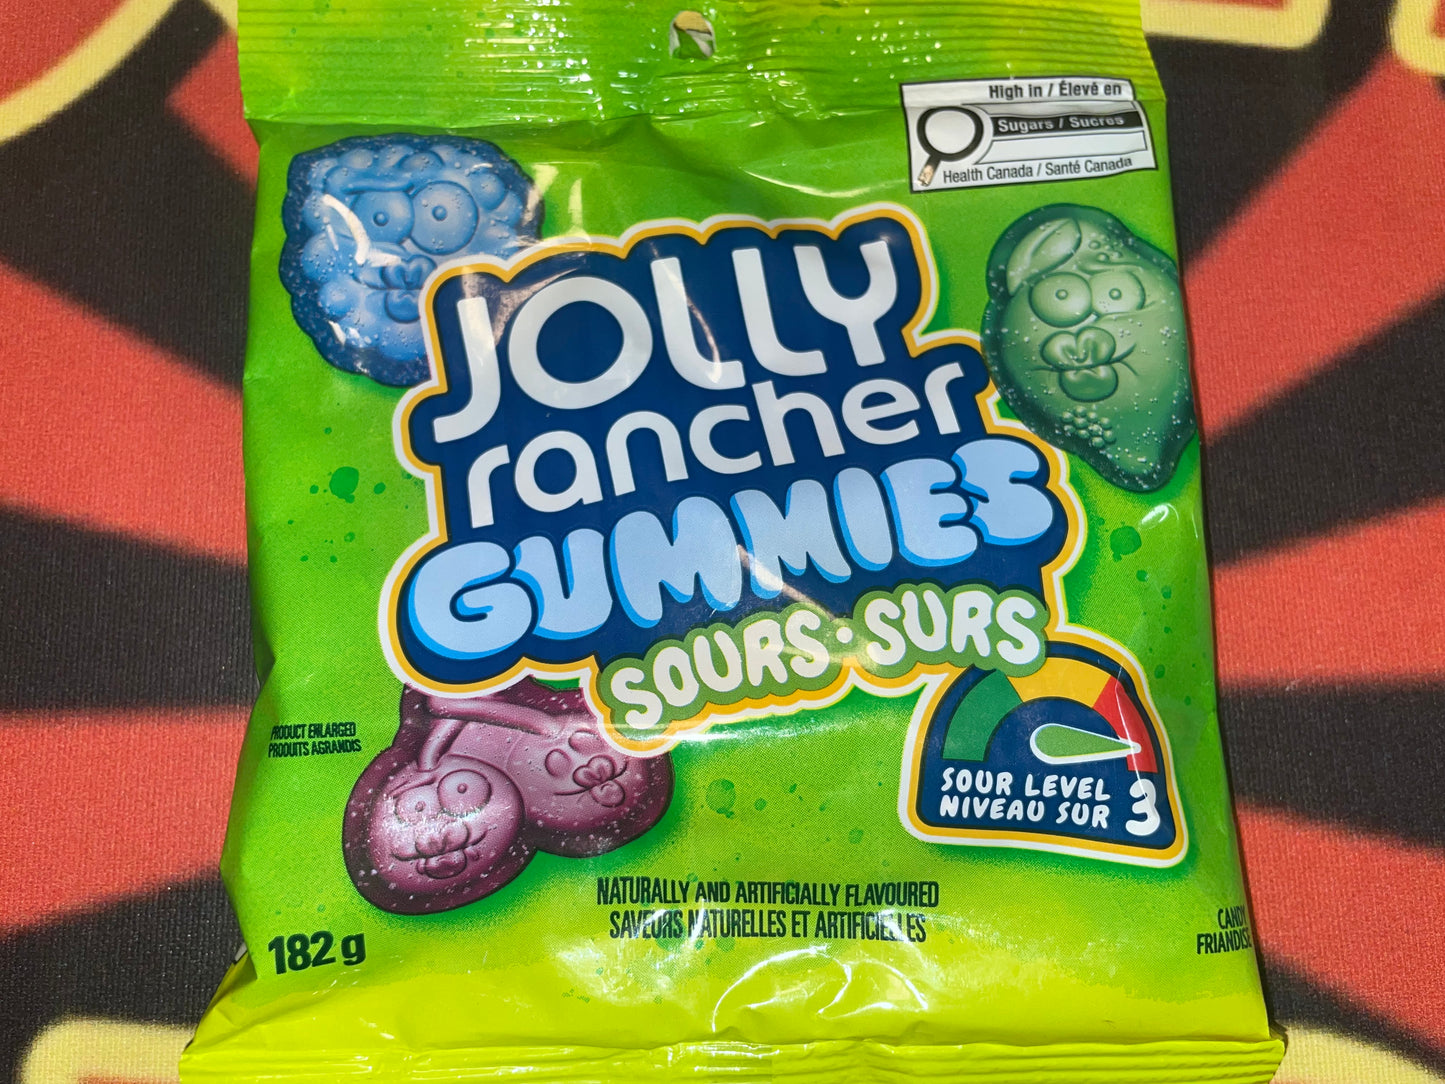 High in / Élevé en
Sugars / Sucres
Health Canada / Santé Canada
JOLLY
rancher
GUMMIES
SOURS • SURS
PRODUCT ENLARGED
PRODUITS AGRANDIS
SOUR LEVEL
NIVEAU SUR 3
NATURALLY AND ARTIFICIALLY FLAVOURED
SAVEURS NATURELLES ET ARTIFICIELLES
182 g
CANDY
FRIANDISE